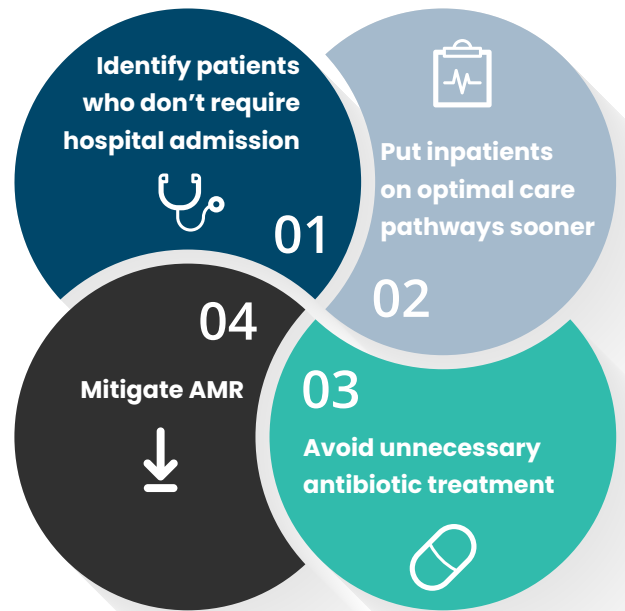 Identify patients
who don't require
hospital admission
01
Put inpatients
on optimal care
pathways sooner
02
03
Avoid unnecessary
antibiotic treatment
04
Mitigate AMR